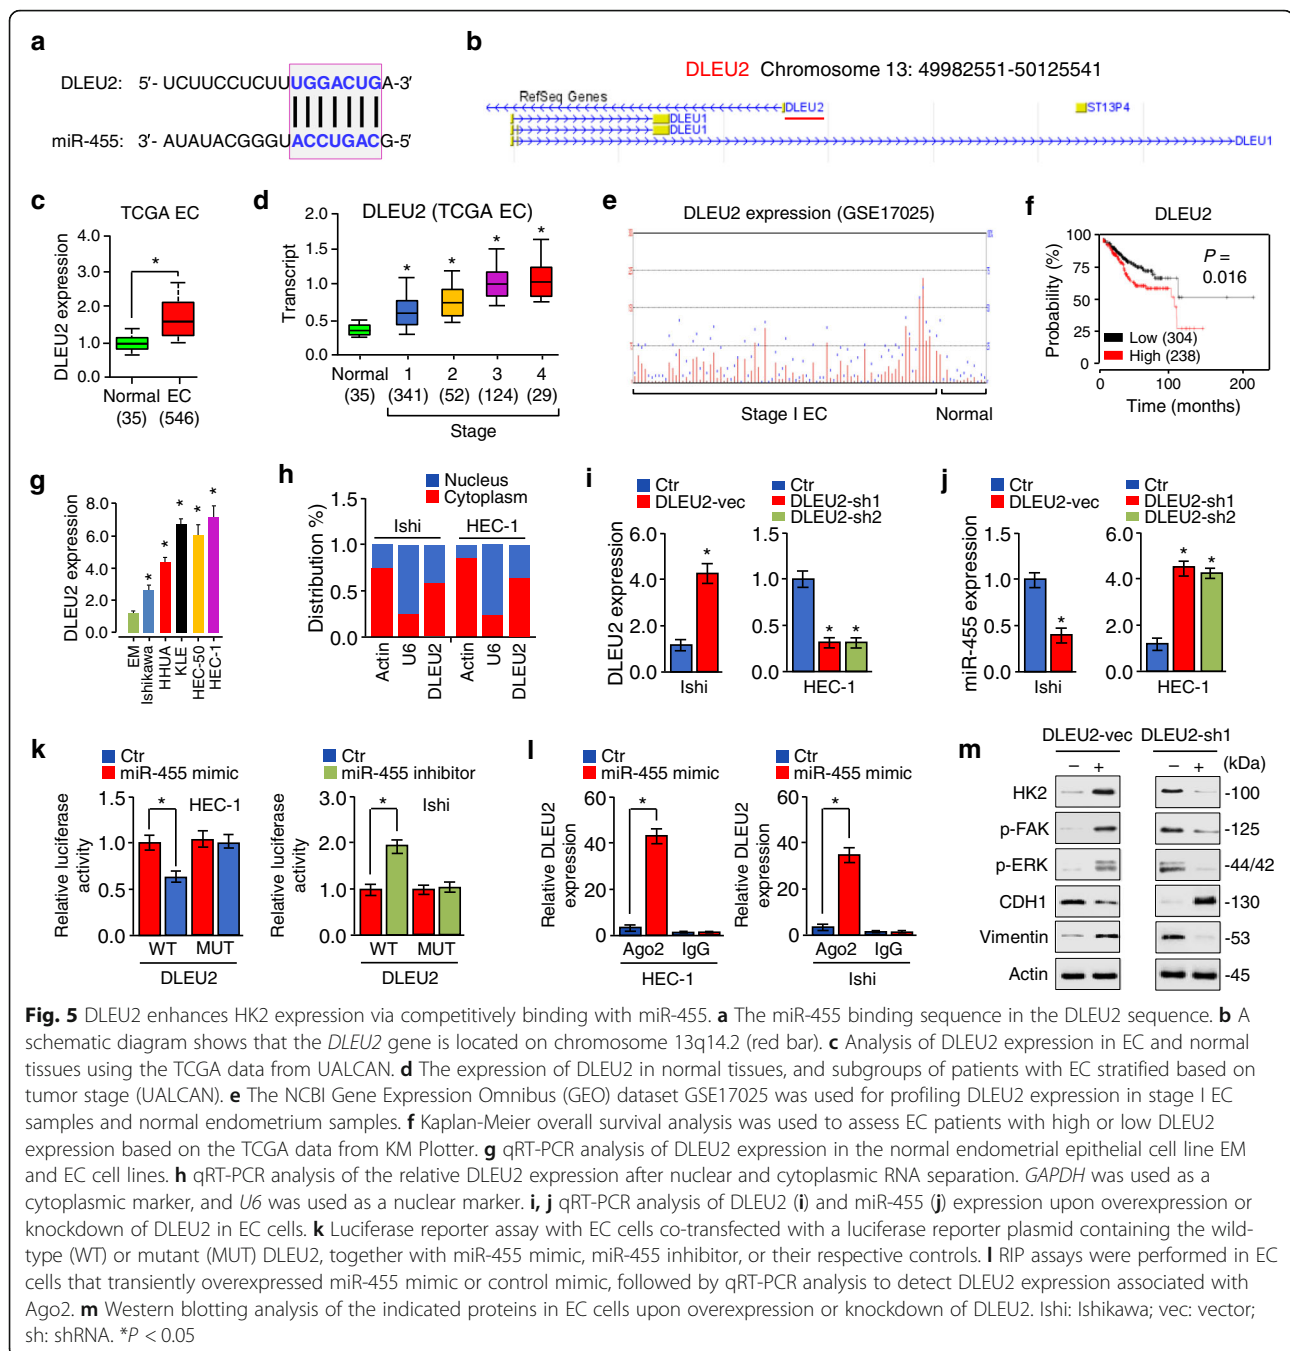 a
DLEU2: 5'- UCUUCCUCUUUGGACUGA-3'
miR-455: 3'- AUAUACGGGUACCUGACG-5'
b
DLEU2 Chromosome 13: 49982551-50125541
RefSeq Genes
DLEU2
ST13P4
DLEU1
DLEU1
DLEU1
c
TCGA EC
DLEU2 expression
4.0
3.0
2.0
1.0
0.0
*
Normal EC
(35) (546)
d
DLEU2 (TCGA EC)
Transcript
2.0
1.5
1.0
0.5
0.0
* * * *
Normal 1 2 3 4
(35) (341) (52) (124) (29)
Stage
e
DLEU2 expression (GSE17025)
Stage I EC Normal
f
DLEU2
Probability (%)
100
75
50
25
0
P =
0.016
Low (304)
High (238)
0 100 200
Time (months)
g
DLEU2 expression
8.0
6.0
4.0
2.0
0.0
* * * * *
EM
Ishikawa
HHUA
KLE
HEC-50
HEC-1
h
Nucleus
Cytoplasm
Distribution %)
Ishi HEC-1
1.0
0.5
0.0
Actin U6 DLEU2 Actin U6 DLEU2
i
Ctr
DLEU2-vec
DLEU2 expression
6.0
4.0
2.0
0.0
*
Ishi
Ctr
DLEU2-sh1
DLEU2-sh2
1.5
1.0
0.5
0.0
* *
HEC-1
j
Ctr
DLEU2-vec
miR-455 expression
1.5
1.0
0.5
0.0
*
Ishi
Ctr
DLEU2-sh1
DLEU2-sh2
6.0
4.0
2.0
0.0
* *
HEC-1
k
Ctr
miR-455 mimic
Relative luciferase
activity
1.5
1.0
0.5
0.0
* HEC-1
WT MUT
DLEU2
Ctr
miR-455 inhibitor
Relative luciferase
activity
3.0
2.0
1.0
0.0
* Ishi
WT MUT
DLEU2
l
Ctr
miR-455 mimic
Relative DLEU2
expression
60
40
20
0
*
Ago2 IgG
HEC-1
Ctr
miR-455 mimic
Relative DLEU2
expression
60
40
20
0
*
Ago2 IgG
Ishi
m
DLEU2-vec DLEU2-sh1
− + − + (kDa)
HK2 -100
p-FAK -125
p-ERK -44/42
CDH1 -130
Vimentin -53
Actin -45
Fig. 5 DLEU2 enhances HK2 expression via competitively binding with miR-455. a The miR-455 binding sequence in the DLEU2 sequence. b A
schematic diagram shows that the DLEU2 gene is located on chromosome 13q14.2 (red bar). c Analysis of DLEU2 expression in EC and normal
tissues using the TCGA data from UALCAN. d The expression of DLEU2 in normal tissues, and subgroups of patients with EC stratified based on
tumor stage (UALCAN). e The NCBI Gene Expression Omnibus (GEO) dataset GSE17025 was used for profiling DLEU2 expression in stage I EC
samples and normal endometrium samples. f Kaplan-Meier overall survival analysis was used to assess EC patients with high or low DLEU2
expression based on the TCGA data from KM Plotter. g qRT-PCR analysis of DLEU2 expression in the normal endometrial epithelial cell line EM
and EC cell lines. h qRT-PCR analysis of the relative DLEU2 expression after nuclear and cytoplasmic RNA separation. GAPDH was used as a
cytoplasmic marker, and U6 was used as a nuclear marker. i, j qRT-PCR analysis of DLEU2 (i) and miR-455 (j) expression upon overexpression or
knockdown of DLEU2 in EC cells. k Luciferase reporter assay with EC cells co-transfected with a luciferase reporter plasmid containing the wild-
type (WT) or mutant (MUT) DLEU2, together with miR-455 mimic, miR-455 inhibitor, or their respective controls. l RIP assays were performed in EC
cells that transiently overexpressed miR-455 mimic or control mimic, followed by qRT-PCR analysis to detect DLEU2 expression associated with
Ago2. m Western blotting analysis of the indicated proteins in EC cells upon overexpression or knockdown of DLEU2. Ishi: Ishikawa; vec: vector;
sh: shRNA. *P < 0.05